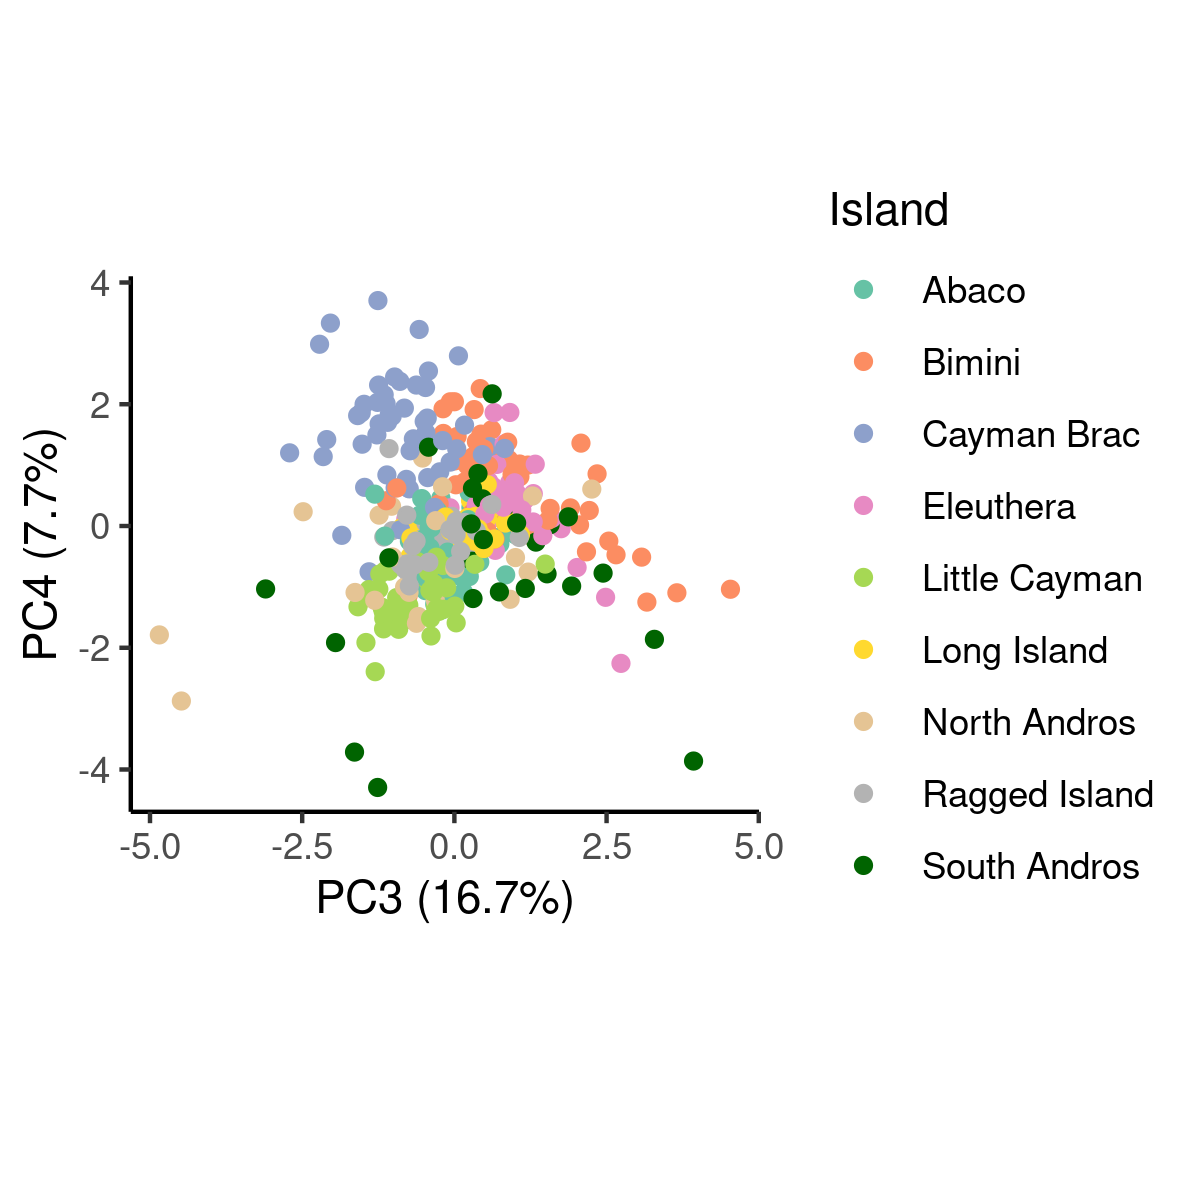 Island
Abaco
Bimini
Cayman Brac
Eleuthera
Little Cayman
Long Island
North Andros
Ragged Island
South Andros
PC4 (7.7%)
4
2
0
-2
-4
-5.0 -2.5 0.0 2.5 5.0
PC3 (16.7%)